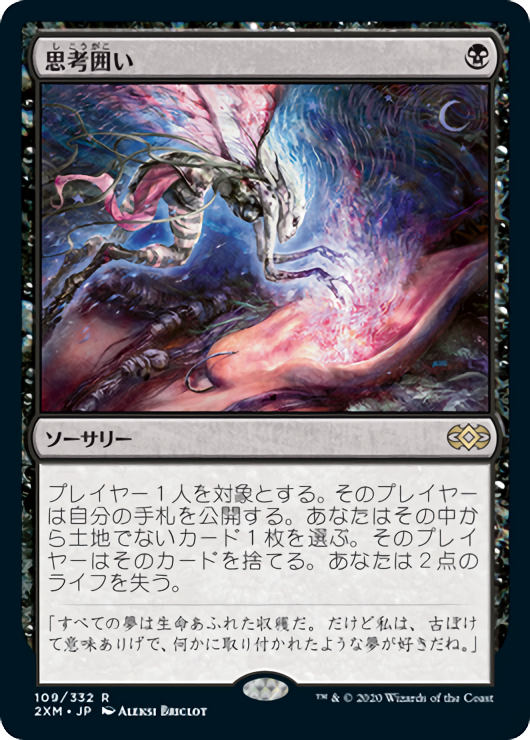 しこうがこ
思考囲い
ソーサリー
プレイヤー1人を対象とする。そのプレイヤー
は自分の手札を公開する。あなたはその中か
ら土地でないカード1枚を選ぶ。そのプレイ
ヤーはそのカードを捨てる。あなたは2点の
ライフを失う。
「すべての夢は生命あふれた収穫だ。 だけど私は、古ぼけ
て意味ありげで、何かに取り付かれたような夢が好きだね。」
109/332 R
™ & © 2020 Wizards of the Coast
2XM • JP Aleksi Briclot